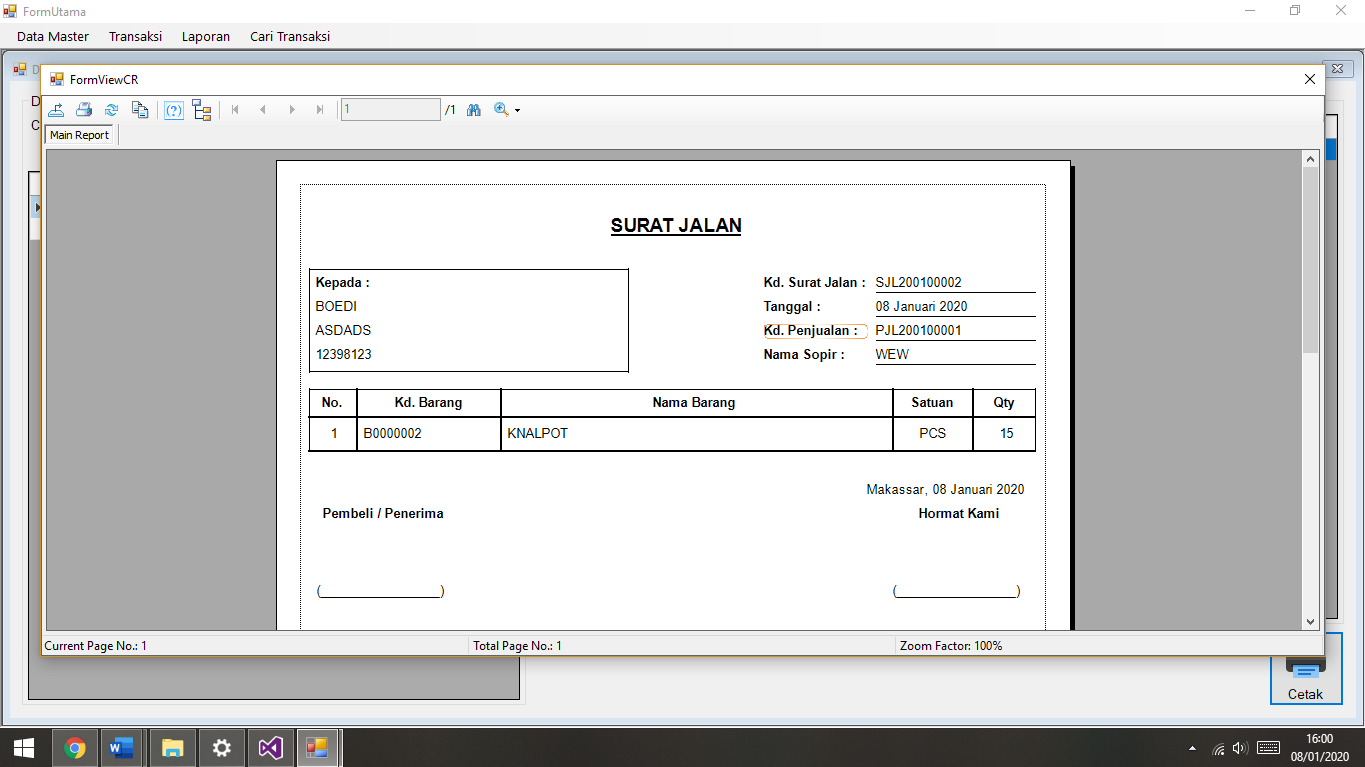 FormUtama
Data Master Transaksi Laporan Cari Transaksi
FormViewCR
1 /1
Main Report
SURAT JALAN
Kepada :
BOEDI
ASDADS
12398123
Kd. Surat Jalan : SJL200100002
Tanggal : 08 Januari 2020
Kd. Penjualan : PJL200100001
Nama Sopir : WEW
No. Kd. Barang Nama Barang Satuan Qty
1 B0000002 KNALPOT PCS 15
Makassar, 08 Januari 2020
Pembeli / Penerima Hormat Kami
(________________) (________________)
Current Page No.: 1 Total Page No.: 1 Zoom Factor: 100%
Cetak
16:00
08/01/2020